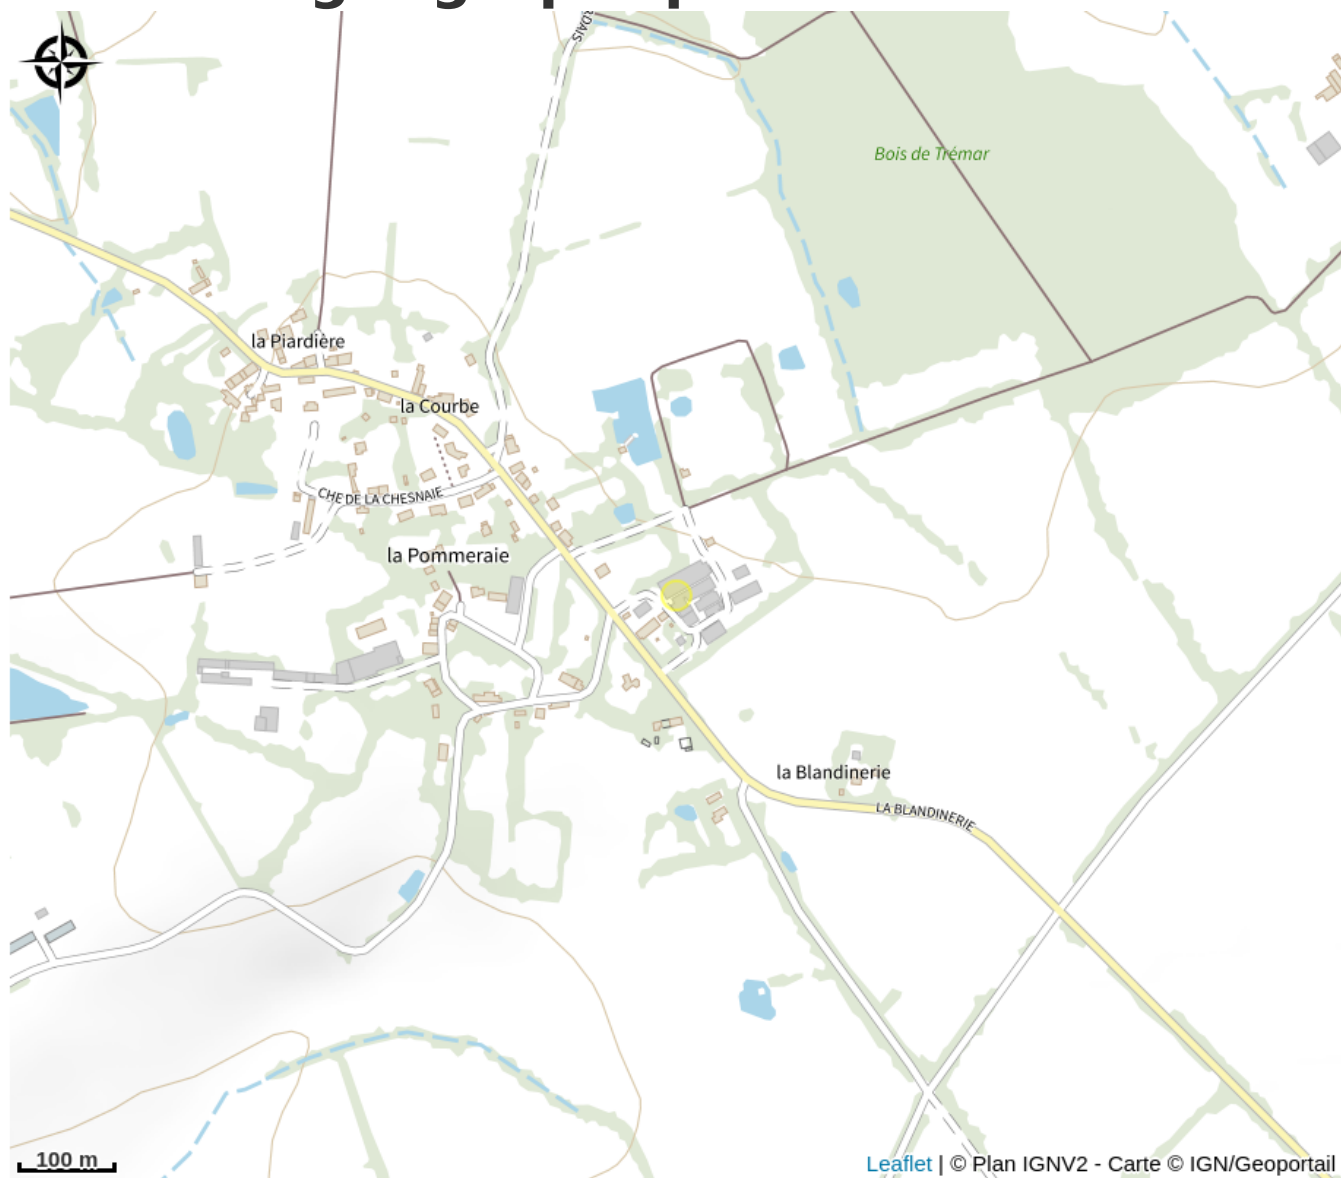 Bois de Trémar
la Piardière
la Courbe
CHE DE LA CHESNAIE
la Pommeraie
la Blandinerie
LA BLANDINERIE
100 m
Leaflet | © Plan IGNV2 - Carte © IGN/Geoportail